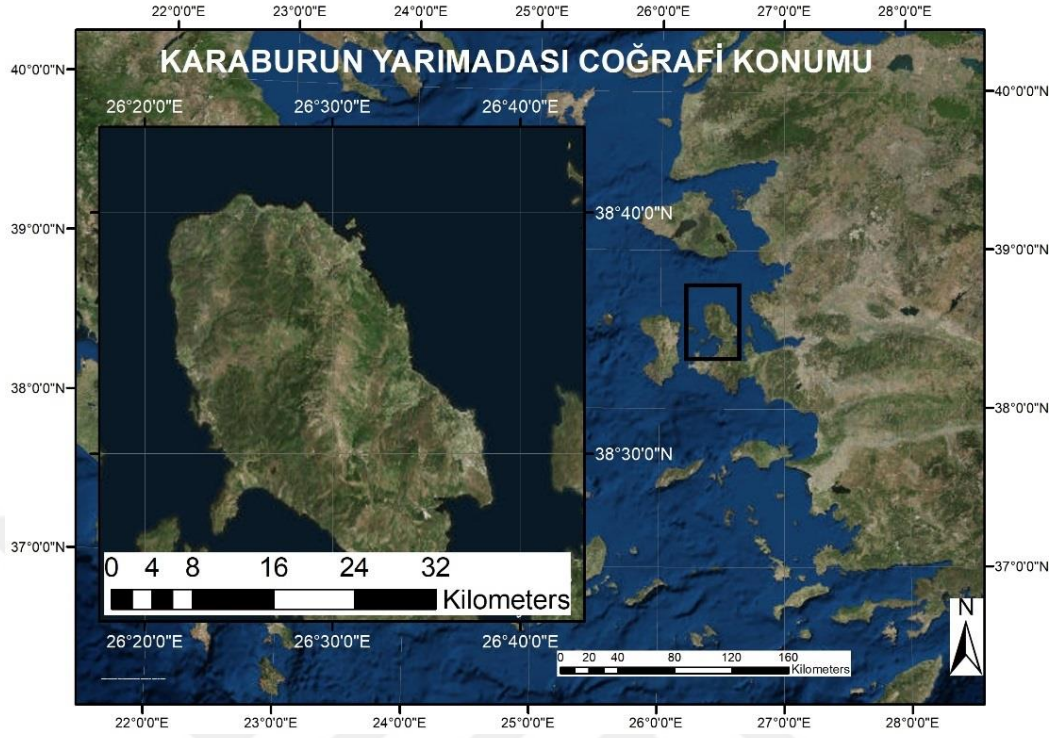 22°0'0"E 23°0'0"E 24°0'0"E 25°0'0"E 26°0'0"E 27°0'0"E 28°0'0"E
KARABURUN YARIMADASI COĞRAFİ KONUMU
40°0'0"N
40°0'0"N
26°20'0"E 26°30'0"E 26°40'0"E
38°40'0"N
39°0'0"N
39°0'0"N
38°0'0"N
38°0'0"N
38°30'0"N
37°0'0"N
37°0'0"N
0 4 8 16 24 32
Kilometers
N
26°20'0"E 26°30'0"E 26°40'0"E
0 20 40 80 120 160
Kilometers
22°0'0"E 23°0'0"E 24°0'0"E 25°0'0"E 26°0'0"E 27°0'0"E 28°0'0"E